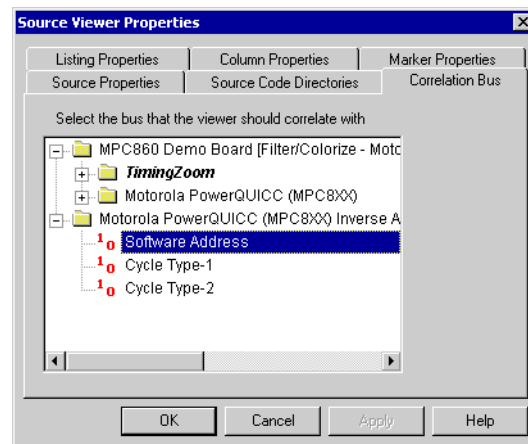 Source Viewer Properties
Listing Properties
Column Properties
Marker Properties
Source Properties
Source Code Directories
Correlation Bus
Select the bus that the viewer should correlate with
MPC860 Demo Board [Filter/Colorize - Moto
TimingZoom
Motorola PowerQUICC (MPC8XX)
Motorola PowerQUICC (MPC8XX) Inverse A
Software Address
Cycle Type-1
Cycle Type-2
OK
Cancel
Apply
Help